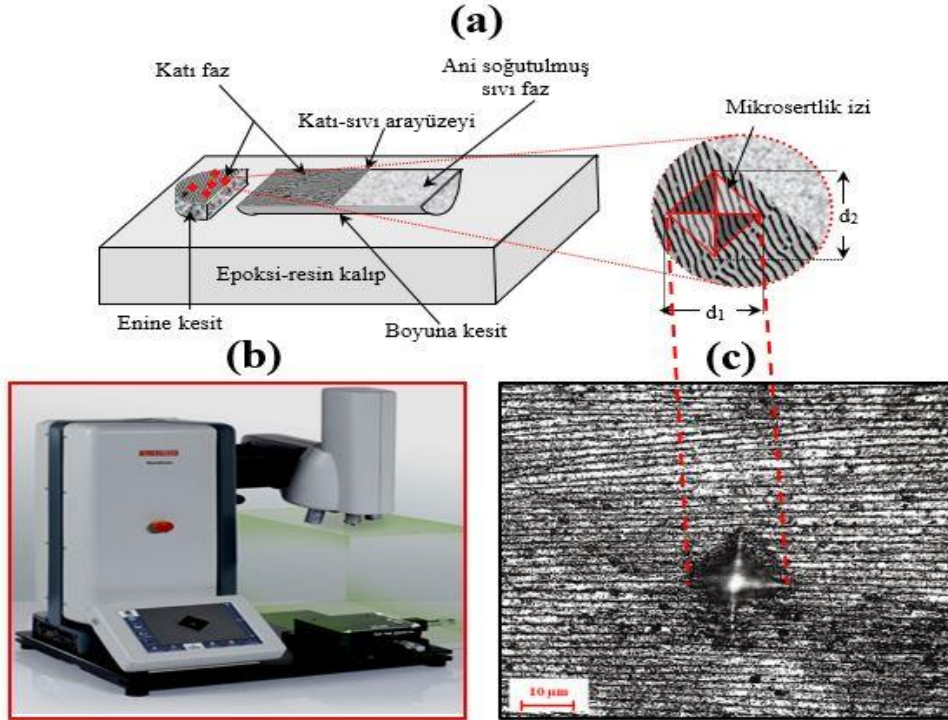 (a)
Katı faz
Ani soğutulmuş
sıvı faz
Katı-sıvı arayüzeyi
Mikrosertlik izi
d2
Epoksi-resin kalıp
d1
Enine kesit
Boyuna kesit
(b)
(c)
10 µm